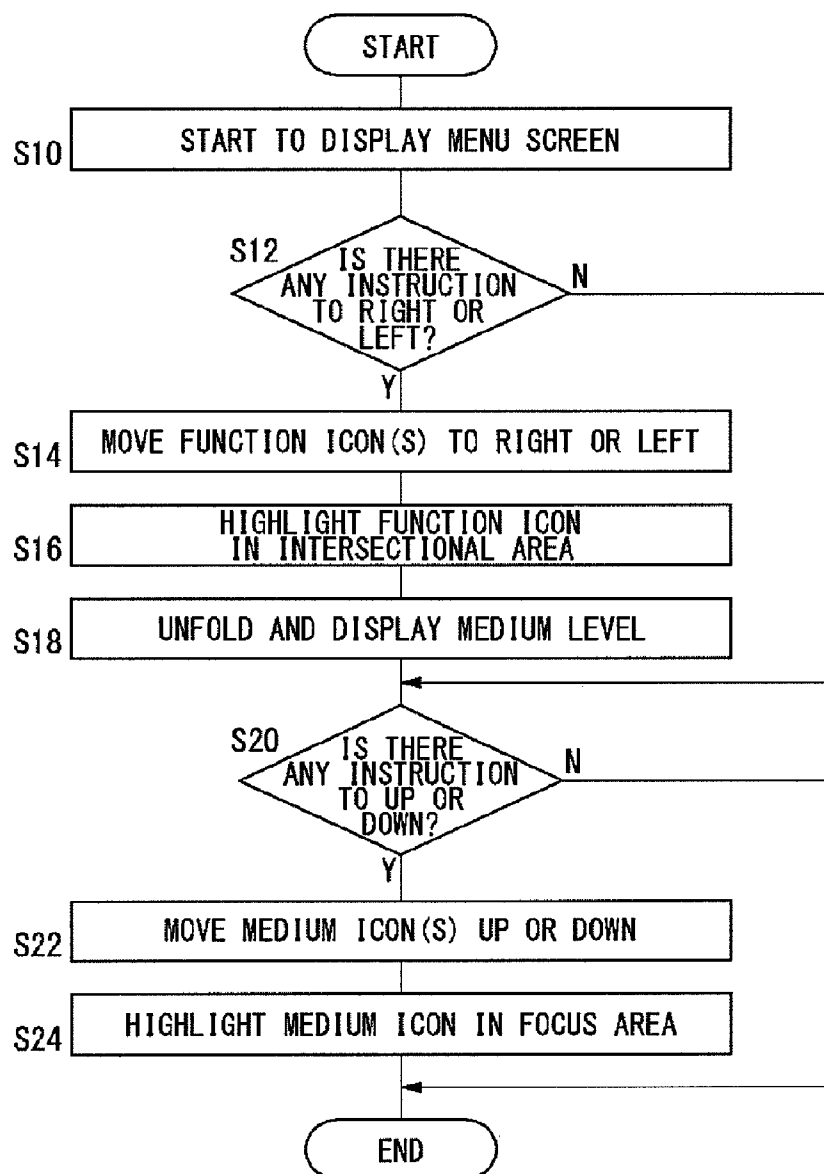 START
S10
START TO DISPLAY MENU SCREEN
S12
IS THERE
ANY INSTRUCTION
TO RIGHT OR
LEFT?
N
Y
S14
MOVE FUNCTION ICON(S) TO RIGHT OR LEFT
S16
HIGHLIGHT FUNCTION ICON
IN INTERSECTIONAL AREA
S18
UNFOLD AND DISPLAY MEDIUM LEVEL
S20
IS THERE
ANY INSTRUCTION
TO UP OR
DOWN?
N
Y
S22
MOVE MEDIUM ICON(S) UP OR DOWN
S24
HIGHLIGHT MEDIUM ICON IN FOCUS AREA
END